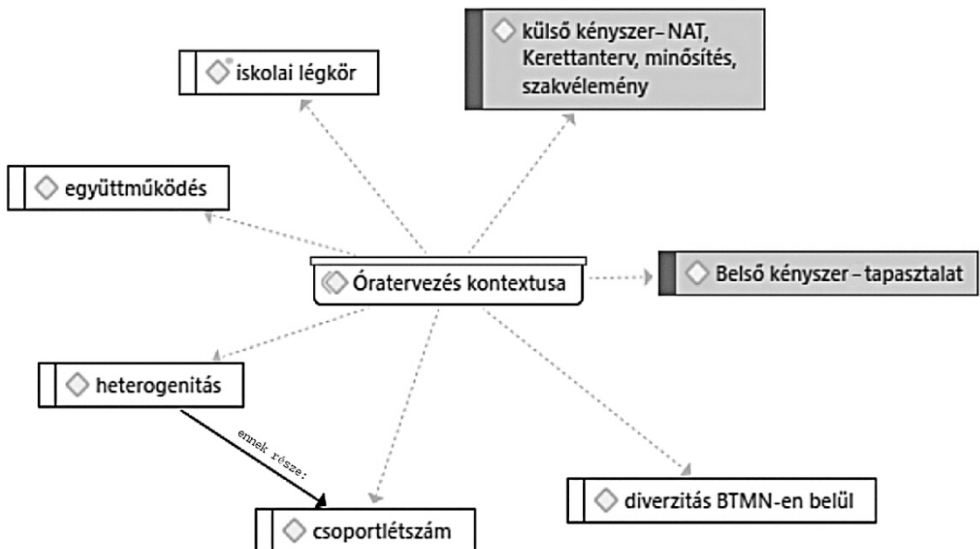 külső kényszer – NAT,
Kerettanterv, minősítés,
szakvélemény
iskolai légkör
együttműködés
Óratervezés kontextusa
Belső kényszer – tapasztalat
heterogenitás
ennek része:
csoportlétszám
diverzitás BTMN-en belül